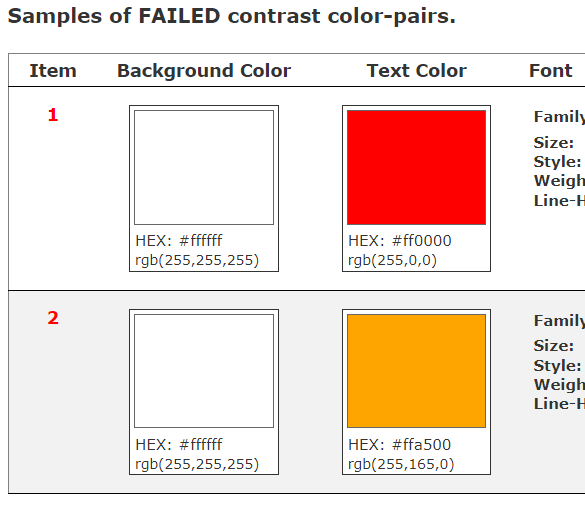 Samples of FAILED contrast color-pairs.
Item Background Color Text Color Font
1
HEX: #ffffff
rgb(255,255,255)
HEX: #ff0000
rgb(255,0,0)
Family
Size:
Style:
Weigh
Line-H
2
HEX: #ffffff
rgb(255,255,255)
HEX: #ffa500
rgb(255,165,0)
Family
Size:
Style:
Weigh
Line-H